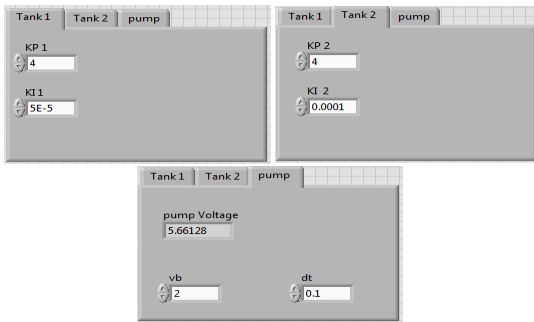 Tank 1 Tank 2 pump
KP 1
4
KI 1
5E-5
Tank 1 Tank 2 pump
KP 2
4
KI 2
0.0001
Tank 1 Tank 2 pump
pump Voltage
5.66128
vb dt
2 0.1